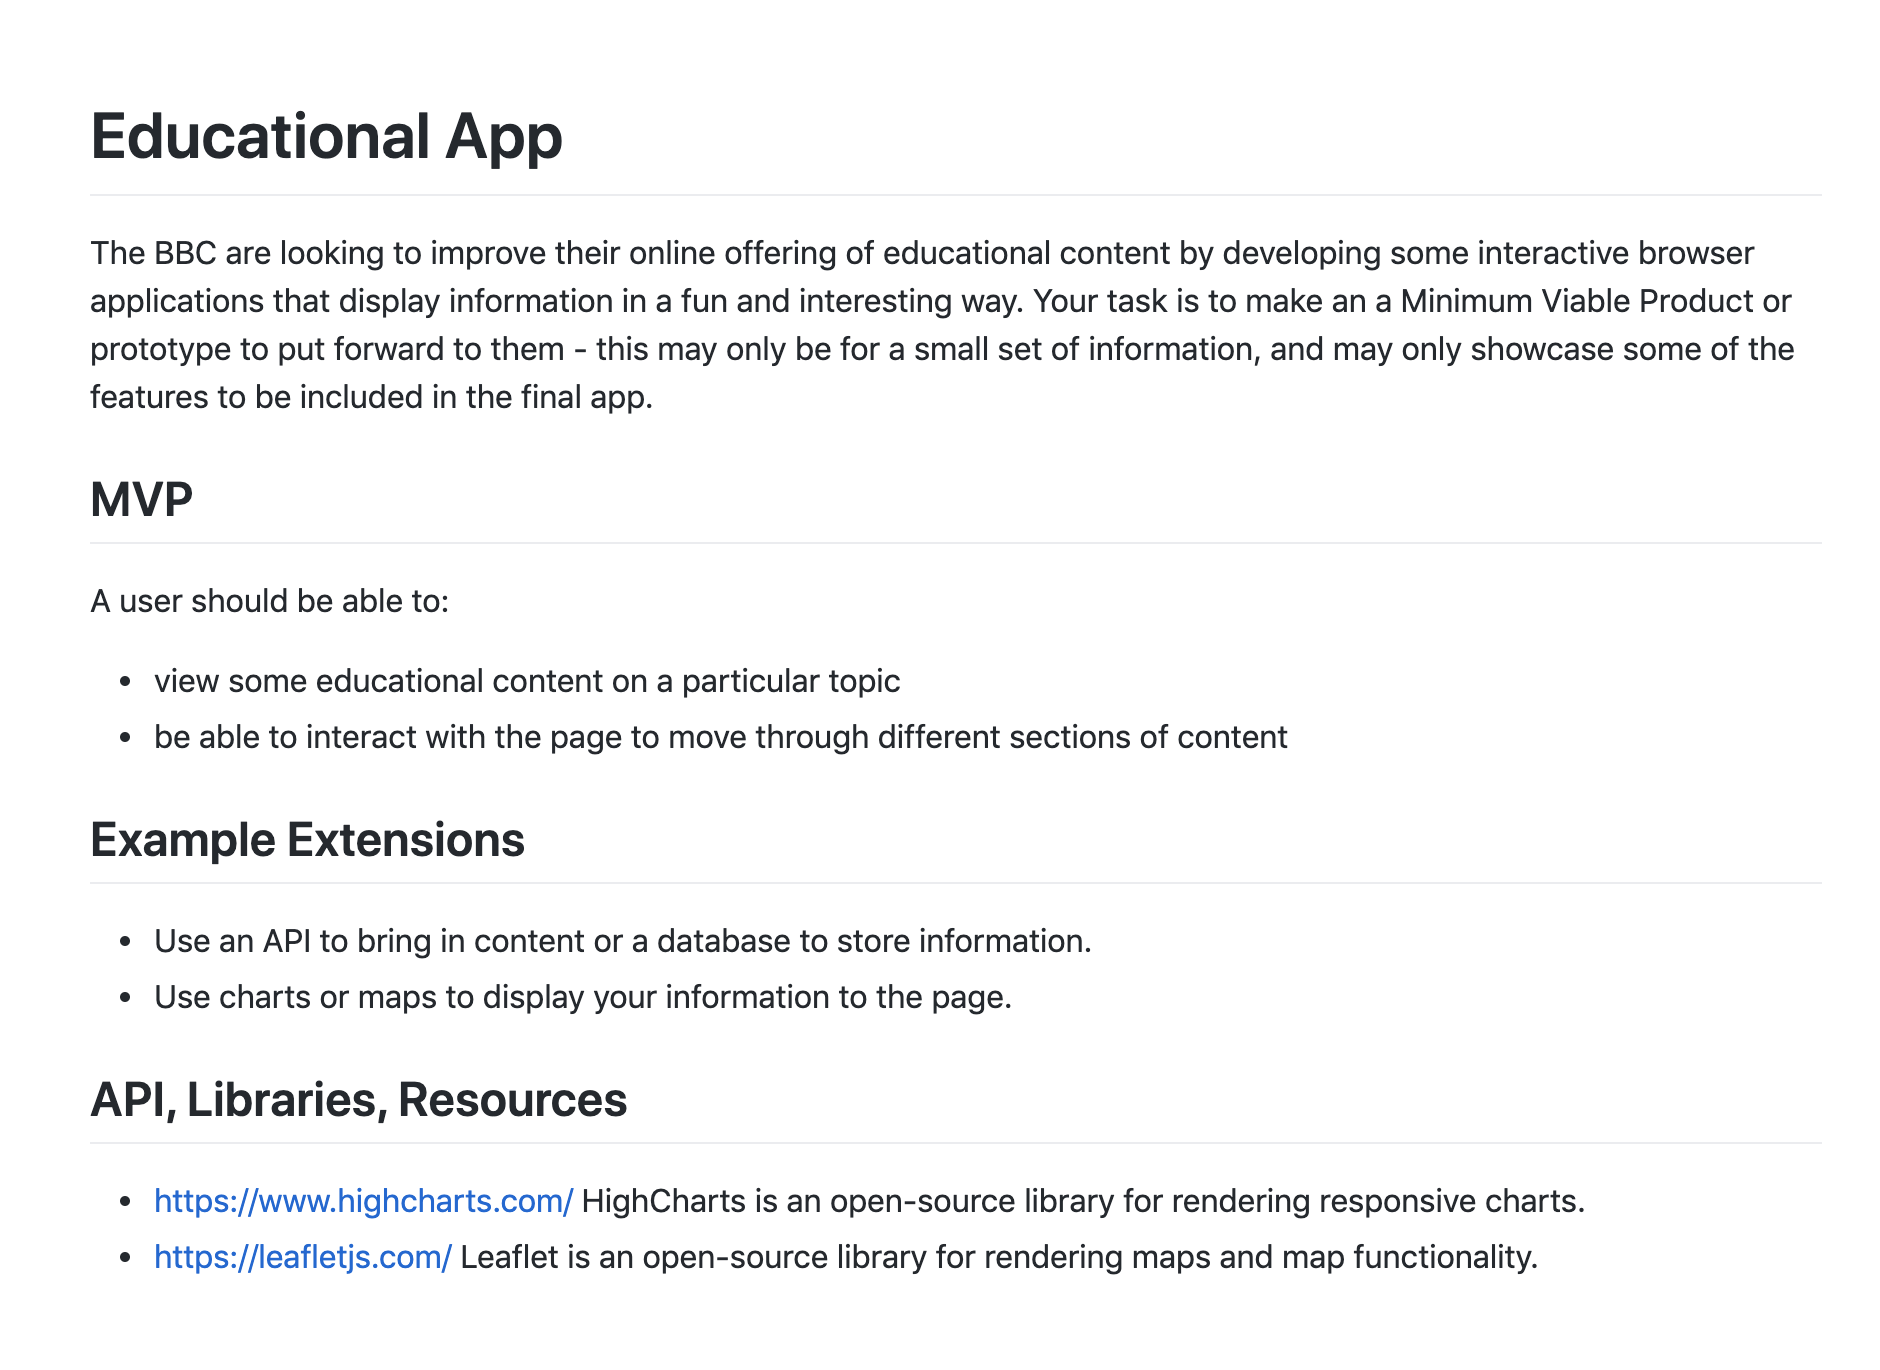 Educational App
The BBC are looking to improve their online offering of educational content by developing some interactive browser
applications that display information in a fun and interesting way. Your task is to make an a Minimum Viable Product or
prototype to put forward to them - this may only be for a small set of information, and may only showcase some of the
features to be included in the final app.
MVP
A user should be able to:
• view some educational content on a particular topic
• be able to interact with the page to move through different sections of content
Example Extensions
• Use an API to bring in content or a database to store information.
• Use charts or maps to display your information to the page.
API, Libraries, Resources
• https://www.highcharts.com/ HighCharts is an open-source library for rendering responsive charts.
• https://leafletjs.com/ Leaflet is an open-source library for rendering maps and map functionality.